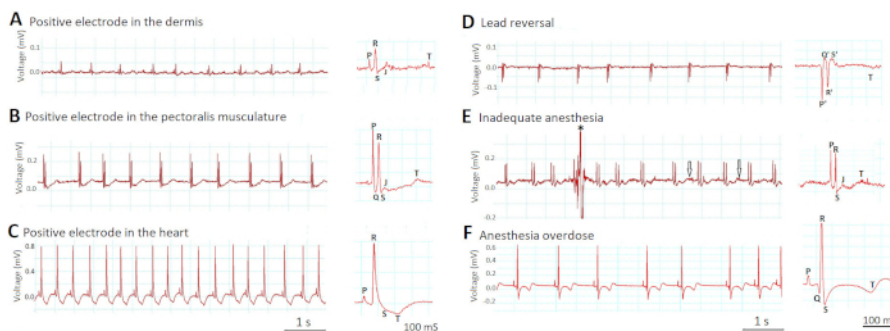 A Positive electrode in the dermis
Voltage (mV)
0.1
0.0
P
R
S
J
T
B Positive electrode in the pectoralis musculature
Voltage (mV)
0.2
0.0
P
R
Q
S
J
T
C Positive electrode in the heart
Voltage (mV)
0.8
0.4
0.0
P
R
S
T
1 s
100 mS
D Lead reversal
Voltage (mV)
0.1
0.0
-0.1
Q' S'
R'
P'
T
E Inadequate anesthesia
*
Voltage (mV)
0.2
0.0
-0.2
P R
J
T
S
F Anesthesia overdose
Voltage (mV)
0.6
0.4
0.2
0.0
-0.2
P
R
Q
S
T
1 s
100 mS